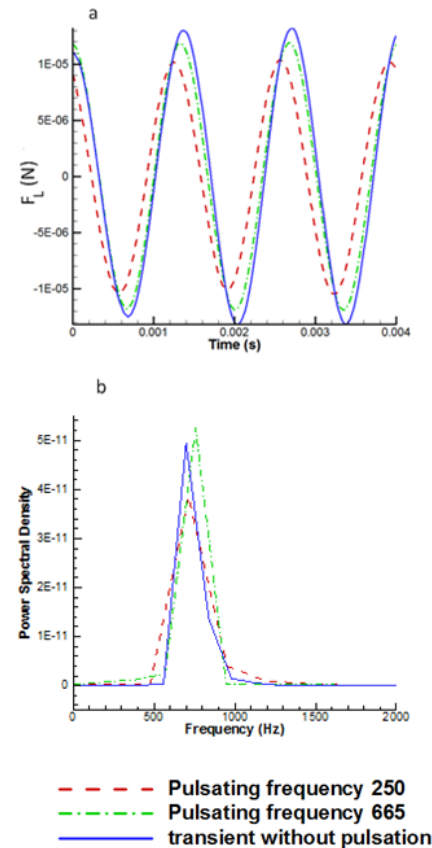 a
1E-05
5E-06
0
-5E-06
-1E-05
F_L (N)
0
0.001
0.002
0.003
0.004
Time (s)
b
5E-11
4E-11
3E-11
2E-11
1E-11
0
Power Spectral Density
0
500
1000
1500
2000
Frequency (Hz)
Pulsating frequency 250
Pulsating frequency 665
transient without pulsation